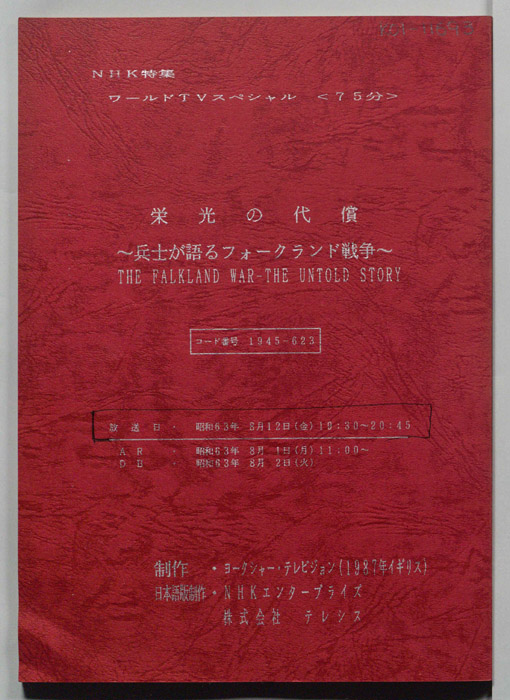 NHK特集
ワールドTVスペシャル <75分>
栄光の代償
～兵士が語るフォークランド戦争～
THE FALKLAND WAR-THE UNTOLD STORY
コード番号 1945-623
放送日・ 昭和63年 8月12日(金)19:30～20:45
AR・ 昭和63年 8月 1日(月)11:00～
DB・ 昭和63年 8月 2日(火)
制作・ヨークシャー・テレビジョン(1987年イギリス)
日本語版制作・NHKエンタープライズ
株式会社 テレシス